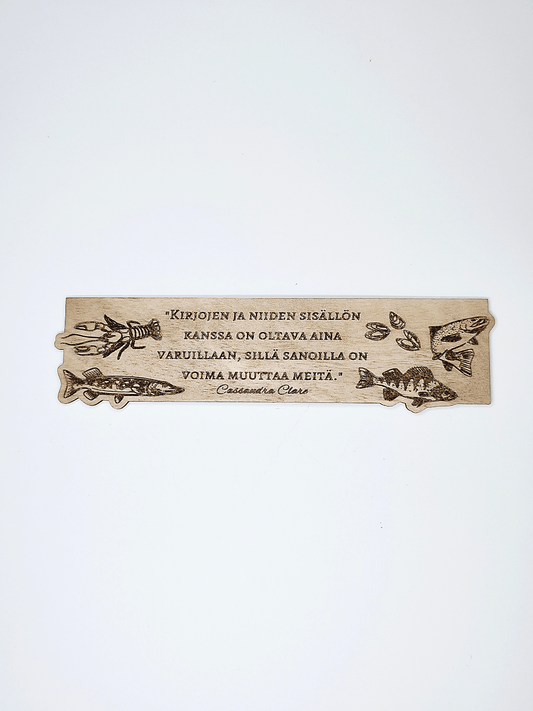 "Kirjojen ja niiden sisällön
kanssa on oltava aina
varuillaan, sillä sanoilla on
voima muuttaa meitä."
Cassandra Clare